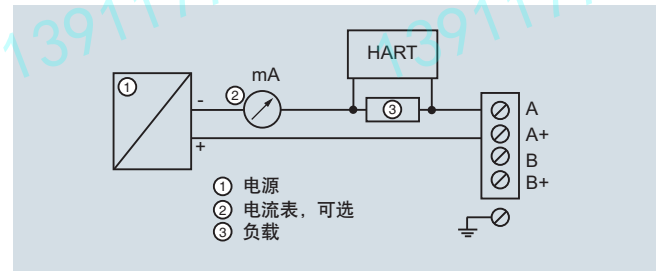 HART
mA
①
②
③
-
+
A
A+
B
B+
① 电源
② 电流表，可选
③ 负载